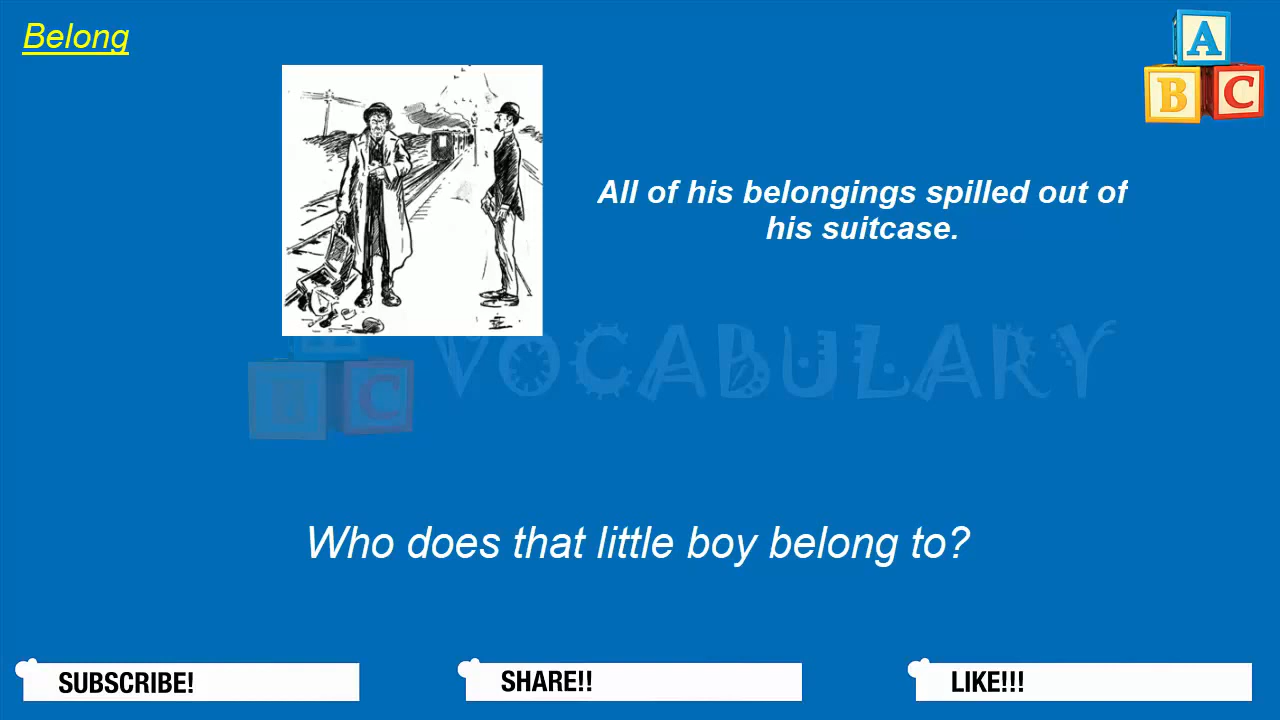 Belong
A
B C
All of his belongings spilled out of
his suitcase.
B C
VOCABULARY
Who does that little boy belong to?
SUBSCRIBE!
SHARE!!
LIKE!!!